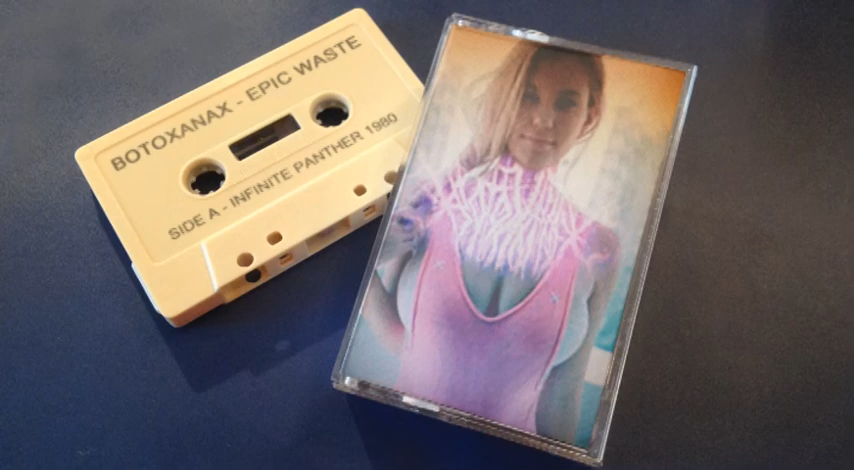 BOTOXANAX - EPIC WASTE
SIDE A - INFINITE PANTHER 1980